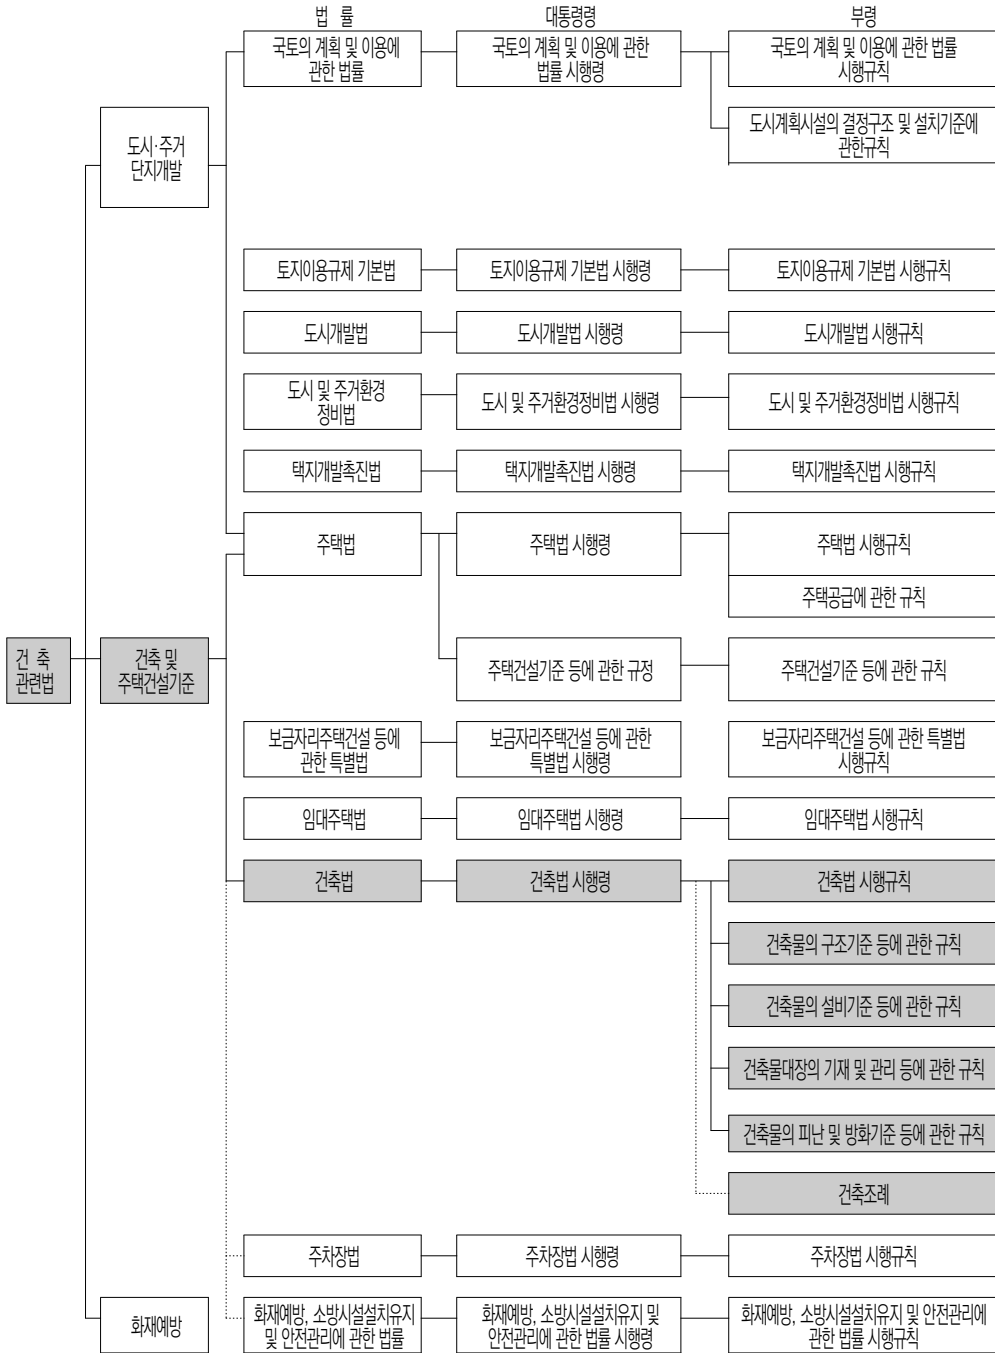 법 률
대통령령
부령
국토의 계획 및 이용에
관한 법률
국토의 계획 및 이용에 관한
법률 시행령
국토의 계획 및 이용에 관한 법률
시행규칙
도시계획시설의 결정구조 및 설치기준에
관한규칙
도시·주거
단지개발
토지이용규제 기본법
토지이용규제 기본법 시행령
토지이용규제 기본법 시행규칙
도시개발법
도시개발법 시행령
도시개발법 시행규칙
도시 및 주거환경
정비법
도시 및 주거환경정비법 시행령
도시 및 주거환경정비법 시행규칙
택지개발촉진법
택지개발촉진법 시행령
택지개발촉진법 시행규칙
주택법
주택법 시행령
주택법 시행규칙
주택공급에 관한 규칙
건 축
관련법
건축 및
주택건설기준
주택건설기준 등에 관한 규정
주택건설기준 등에 관한 규칙
보금자리주택건설 등에
관한 특별법
보금자리주택건설 등에 관한
특별법 시행령
보금자리주택건설 등에 관한 특별법
시행규칙
임대주택법
임대주택법 시행령
임대주택법 시행규칙
건축법
건축법 시행령
건축법 시행규칙
건축물의 구조기준 등에 관한 규칙
건축물의 설비기준 등에 관한 규칙
건축물대장의 기재 및 관리 등에 관한 규칙
건축물의 피난 및 방화기준 등에 관한 규칙
건축조례
주차장법
주차장법 시행령
주차장법 시행규칙
화재예방
화재예방, 소방시설설치유지
및 안전관리에 관한 법률
화재예방, 소방시설설치유지 및
안전관리에 관한 법률 시행령
화재예방, 소방시설설치유지 및 안전관리에
관한 법률 시행규칙